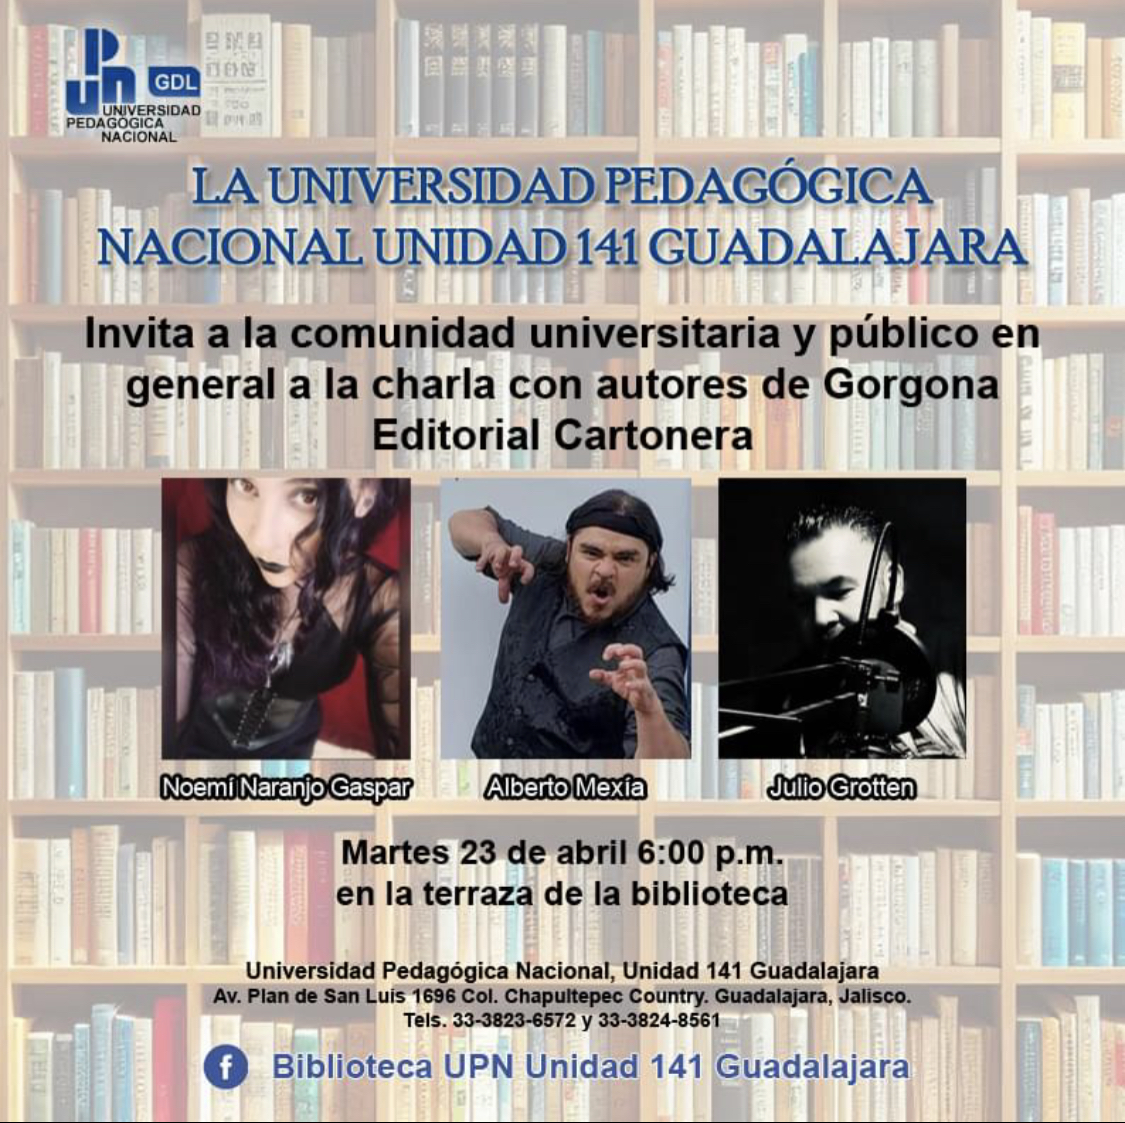 UPN GDL
UNIVERSIDAD
PEDAGÓGICA
NACIONAL
LA UNIVERSIDAD PEDAGÓGICA
NACIONAL UNIDAD 141 GUADALAJARA
Invita a la comunidad universitaria y público en
general a la charla con autores de Gorgona
Editorial Cartonera
Noemí Naranjo Gaspar
Alberto Mexía
Julio Grotten
Martes 23 de abril 6:00 p.m.
en la terraza de la biblioteca
Universidad Pedagógica Nacional, Unidad 141 Guadalajara
Av. Plan de San Luis 1696 Col. Chapultepec Country. Guadalajara, Jalisco.
Tels. 33-3823-6572 y 33-3824-8561
f Biblioteca UPN Unidad 141 Guadalajara